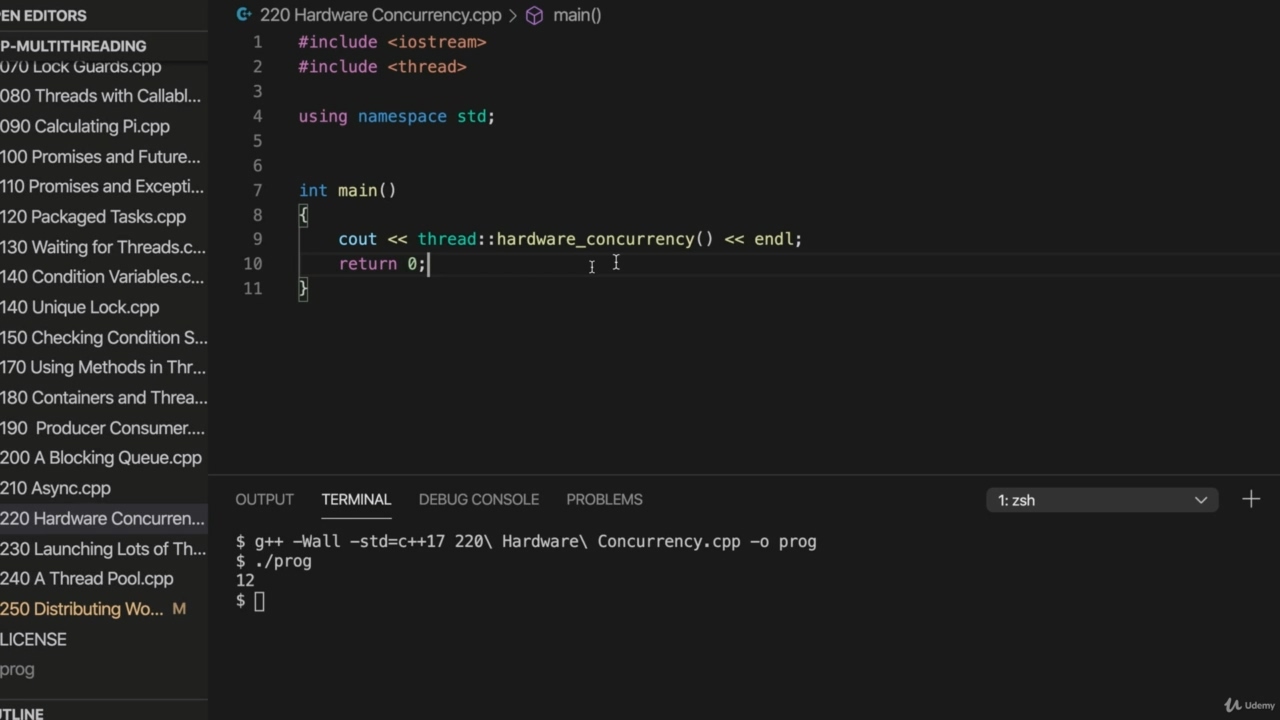 PEN EDITORS
P-MULTITHREADING
070 Lock Guards.cpp
080 Threads with Callabl...
090 Calculating Pi.cpp
100 Promises and Future...
110 Promises and Excepti...
120 Packaged Tasks.cpp
130 Waiting for Threads.c...
140 Condition Variables.c...
140 Unique Lock.cpp
150 Checking Condition S...
170 Using Methods in Thr...
180 Containers and Threa...
190  Producer Consumer....
200 A Blocking Queue.cpp
210 Async.cpp
220 Hardware Concurren...
230 Launching Lots of Th...
240 A Thread Pool.cpp
250 Distributing Wo... M
LICENSE
prog
UTLINE
220 Hardware Concurrency.cpp > main()
1 #include <iostream>
2 #include <thread>
3
4 using namespace std;
5
6
7 int main()
8 {
9     cout << thread::hardware_concurrency() << endl;
10     return 0;
11 }
OUTPUT TERMINAL DEBUG CONSOLE PROBLEMS 1: zsh
$ g++ -Wall -std=c++17 220\ Hardware\ Concurrency.cpp -o prog
$ ./prog
12
$
Udemy